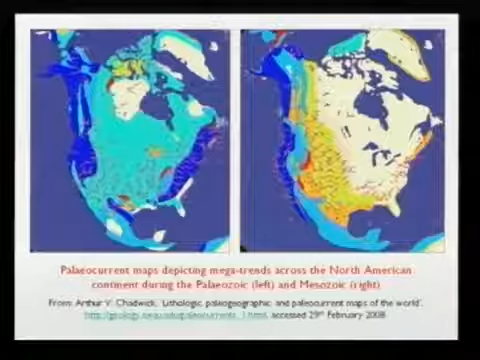 Palaeocurrent maps depicting mega-trends across the North American
continent during the Palaeozoic (left) and Mesozoic (right)
From: Arthur V. Chadwick, 'Lithologic, palaeogeographic and paleocurrent maps of the world',
accessed 29th February 2008